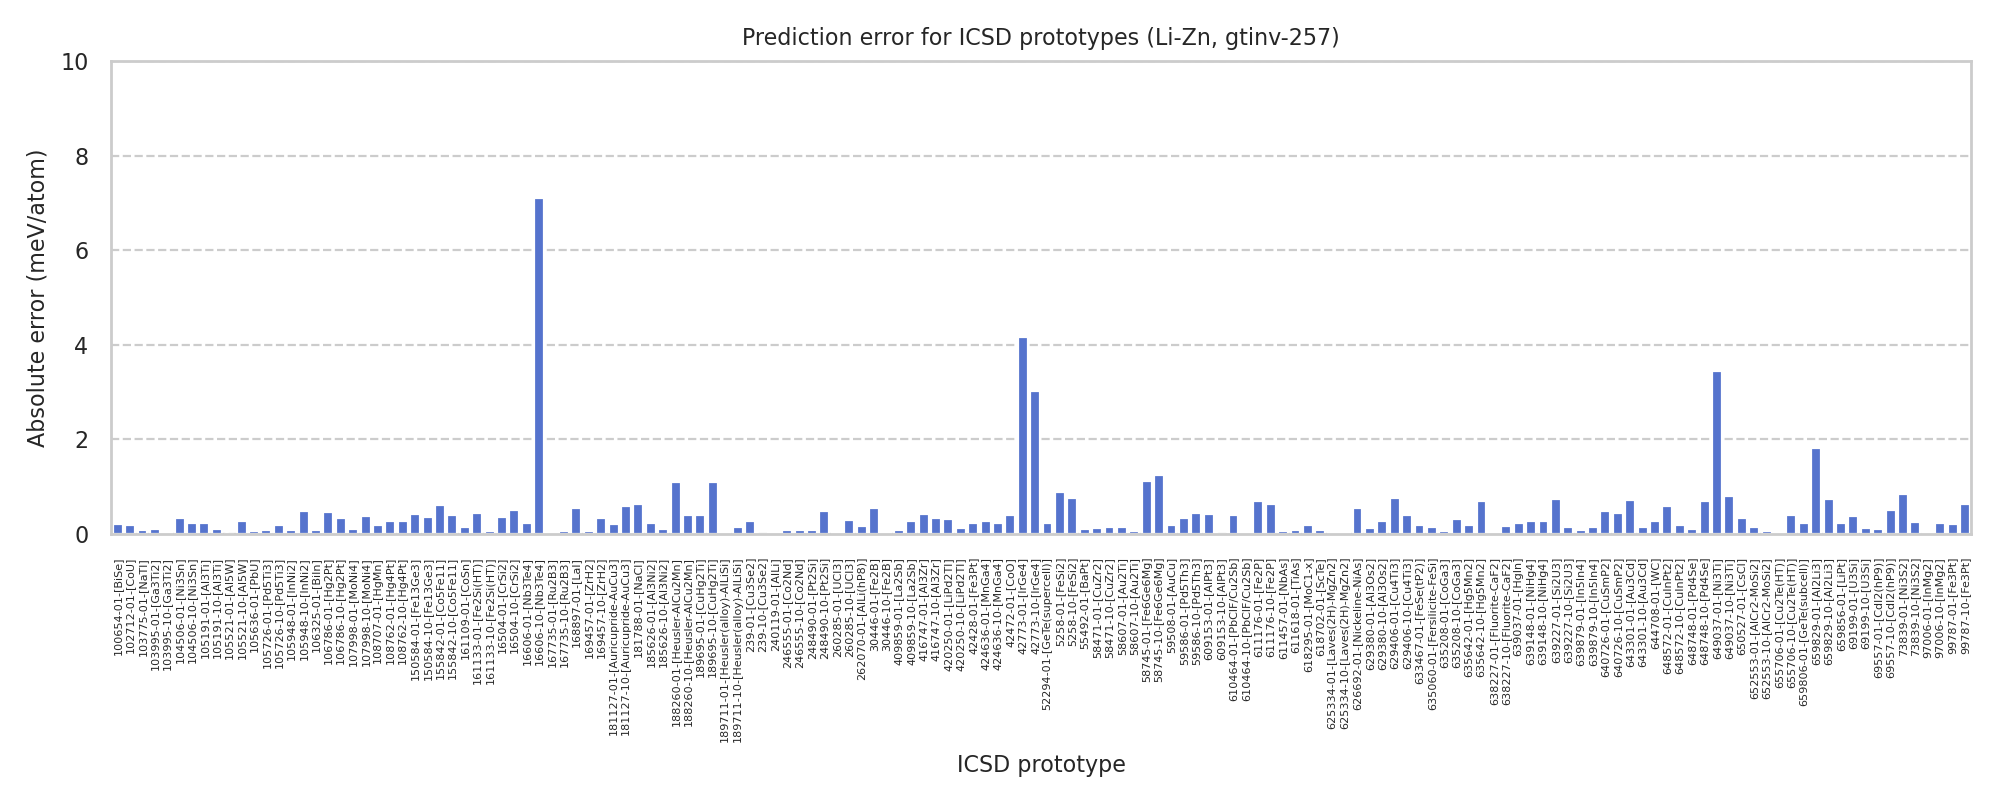 Prediction error for ICSD prototypes (Li-Zn, gtinv-257)
Absolute error (meV/atom)
10
8
6
4
2
0
100654-01-[BiSe]
102712-01-[CoU]
103775-01-[NaTl]
103995-01-[Ga3Ti2]
103995-10-[Ga3Ti2]
104506-01-[Ni3Sn]
104506-10-[Ni3Sn]
105191-01-[Al3Ti]
105191-10-[Al3Ti]
105521-01-[Al5W]
105521-10-[Al5W]
105636-01-[PbU]
105726-01-[Pd5Ti3]
105726-10-[Pd5Ti3]
105948-01-[InNi2]
105948-10-[InNi2]
106325-01-[BiIn]
106786-01-[Hg2Pt]
106786-10-[Hg2Pt]
107998-01-[MoNi4]
107998-10-[MoNi4]
108707-01-[HgMn]
108762-01-[Hg4Pt]
108762-10-[Hg4Pt]
150584-01-[Fe13Ge3]
150584-10-[Fe13Ge3]
155842-01-[Co5Fe11]
155842-10-[Co5Fe11]
161109-01-[CoSn]
161133-01-[Fe2Si(HT)]
161133-10-[Fe2Si(HT)]
16504-01-[CrSi2]
16504-10-[CrSi2]
16606-01-[Nb3Te4]
16606-10-[Nb3Te4]
167735-01-[Ru2B3]
167735-10-[Ru2B3]
168897-01-[LaI]
169457-01-[ZrH2]
169457-10-[ZrH2]
181127-01-[Auricupride-AuCu3]
181127-10-[Auricupride-AuCu3]
181788-01-[NaCl]
185626-01-[Al3Ni2]
185626-10-[Al3Ni2]
188260-01-[Heusler-AlCu2Mn]
188260-10-[Heusler-AlCu2Mn]
189695-01-[CuHg2Ti]
189695-10-[CuHg2Ti]
189711-01-[Heusler(alloy)-AlLiSi]
189711-10-[Heusler(alloy)-AlLiSi]
239-01-[Cu3Se2]
239-10-[Cu3Se2]
240119-01-[AlLi]
246555-01-[Co2Nd]
246555-10-[Co2Nd]
248490-01-[Pt2Si]
248490-10-[Pt2Si]
260285-01-[UCl3]
260285-10-[UCl3]
262070-01-[AlLi(hP8)]
30446-01-[Fe2B]
30446-10-[Fe2B]
409859-01-[La2Sb]
409859-10-[La2Sb]
416747-01-[Al3Zr]
416747-10-[Al3Zr]
420250-01-[LiPd2Tl]
420250-10-[LiPd2Tl]
42428-01-[Fe3Pt]
424636-01-[MnGa4]
424636-10-[MnGa4]
42472-01-[CoO]
42773-01-[IrGe4]
42773-10-[IrGe4]
52294-01-[GeTe(supercell)]
5258-01-[FeSi2]
5258-10-[FeSi2]
55492-01-[BaPt]
58471-01-[CuZr2]
58471-10-[CuZr2]
58607-01-[Au2Ti]
58607-10-[Au2Ti]
58745-01-[Fe6Ge6Mg]
58745-10-[Fe6Ge6Mg]
59508-01-[AuCu]
59586-01-[Pd5Th3]
59586-10-[Pd5Th3]
609153-01-[AlPt3]
609153-10-[AlPt3]
610464-01-[PbClF/Cu2Sb]
610464-10-[PbClF/Cu2Sb]
611176-01-[Fe2P]
611176-10-[Fe2P]
611457-01-[NbAs]
611618-01-[TiAs]
618295-01-[MoC1-x]
618702-01-[ScTe]
625334-01-[Laves(2H)-MgZn2]
625334-10-[Laves(2H)-MgZn2]
626692-01-[Nickeline-NiAs]
629380-01-[Al3Os2]
629380-10-[Al3Os2]
629406-01-[Cu4Ti3]
629406-10-[Cu4Ti3]
633467-01-[FeSe(tP2)]
635060-01-[Fersilicite-FeSi]
635208-01-[CoGa3]
635208-10-[CoGa3]
635642-01-[Hg5Mn2]
635642-10-[Hg5Mn2]
638227-01-[Fluorite-CaF2]
638227-10-[Fluorite-CaF2]
639037-01-[HgIn]
639148-01-[NiHg4]
639148-10-[NiHg4]
639227-01-[Si2U3]
639227-10-[Si2U3]
639879-01-[In5In4]
639879-10-[In5In4]
640726-01-[CuSmP2]
640726-10-[CuSmP2]
643301-01-[Au3Cd]
643301-10-[Au3Cd]
644708-01-[WC]
648572-01-[CuInPt2]
648572-10-[CuInPt2]
648748-01-[Pd4Se]
648748-10-[Pd4Se]
649037-01-[Ni3Ti]
649037-10-[Ni3Ti]
650527-01-[CsCl]
652553-01-[AlCr2-MoSi2]
652553-10-[AlCr2-MoSi2]
655706-01-[Cu2Te(HT)]
655706-10-[Cu2Te(HT)]
659806-01-[GeTe(subcell)]
659829-01-[Al2Li3]
659829-10-[Al2Li3]
659856-01-[LiPt]
69199-01-[U3Si]
69199-10-[U3Si]
69557-01-[CdI2(hP9)]
69557-10-[CdI2(hP9)]
73839-01-[Ni3S2]
73839-10-[Ni3S2]
97006-01-[InMg2]
97006-10-[InMg2]
99787-01-[Fe3Pt]
99787-10-[Fe3Pt]
ICSD prototype